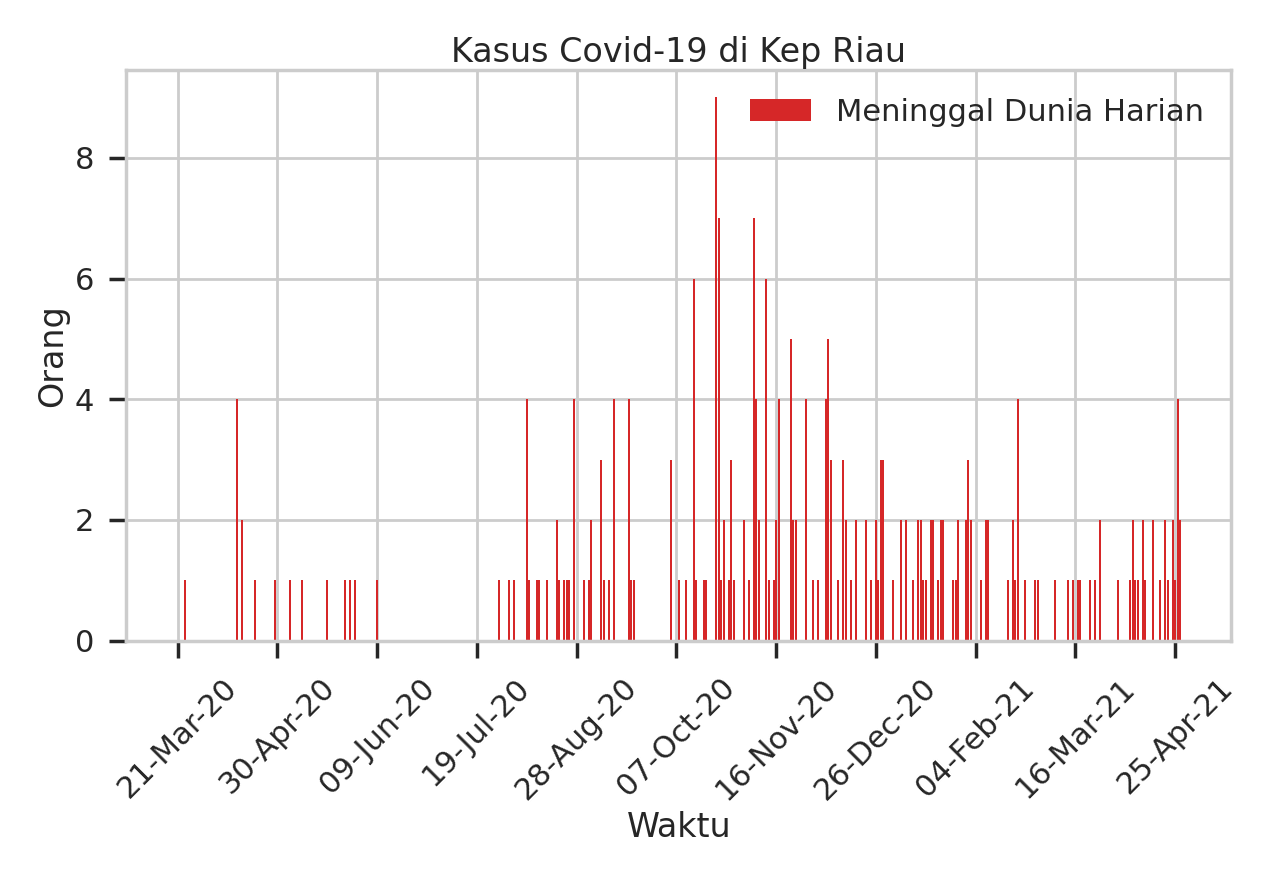 Kasus Covid-19 di Kep Riau
Meninggal Dunia Harian
Orang
8
6
4
2
0
21-Mar-20
30-Apr-20
09-Jun-20
19-Jul-20
28-Aug-20
07-Oct-20
16-Nov-20
26-Dec-20
04-Feb-21
16-Mar-21
25-Apr-21
Waktu